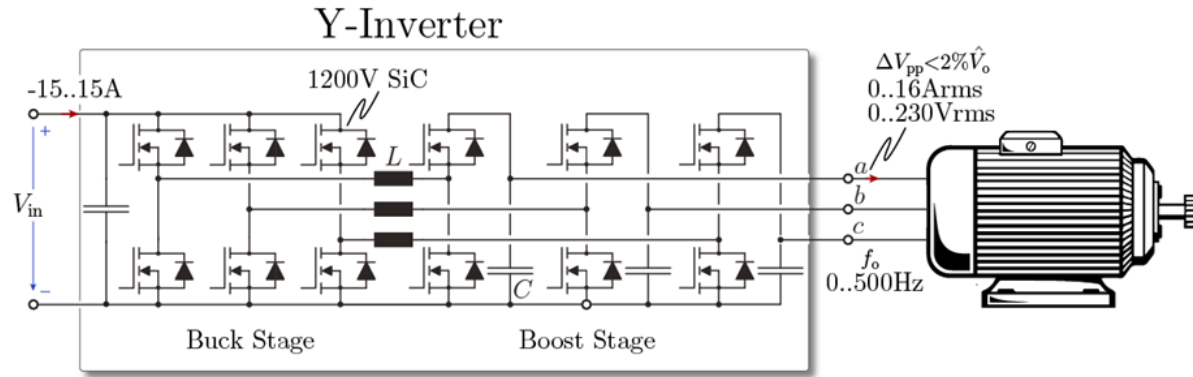 Y-Inverter
-15..15A
1200V SiC
ΔVpp<2%V̂o
0..16Arms
0..230Vrms
+
L
a
Vin
b
c
−
C
fo
0..500Hz
Buck Stage
Boost Stage